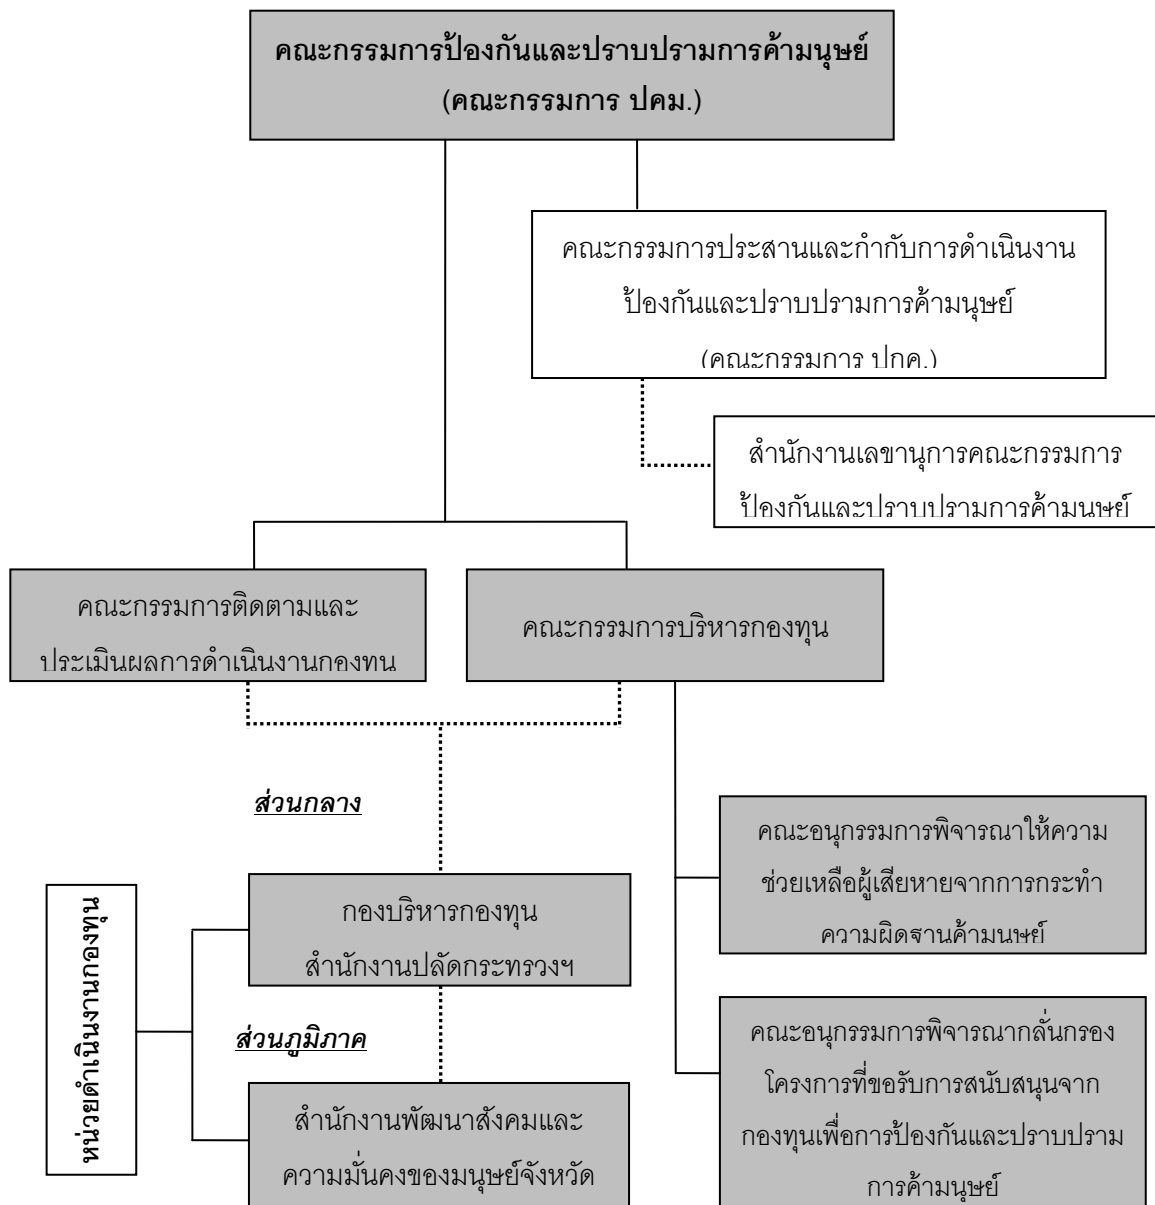 คณะกรรมการป้องกันและปราบปรามการค้ามนุษย์
(คณะกรรมการ ปคม.)
คณะกรรมการประสานและกำกับการดำเนินงาน
ป้องกันและปราบปรามการค้ามนุษย์
(คณะกรรมการ ปกค.)
สำนักงานเลขานุการคณะกรรมการ
ป้องกันและปราบปรามการค้ามนุษย์
คณะกรรมการติดตามและ
ประเมินผลการดำเนินงานกองทุน
คณะกรรมการบริหารกองทุน
ส่วนกลาง
คณะอนุกรรมการพิจารณาให้ความ
ช่วยเหลือผู้เสียหายจากการกระทำ
ความผิดฐานค้ามนุษย์
กองบริหารกองทุน
สำนักงานปลัดกระทรวงฯ
หน่วยดำเนินงานกองทุน
ส่วนภูมิภาค
คณะอนุกรรมการพิจารณากลั่นกรอง
โครงการที่ขอรับการสนับสนุนจาก
กองทุนเพื่อการป้องกันและปราบปราม
การค้ามนุษย์
สำนักงานพัฒนาสังคมและ
ความมั่นคงของมนุษย์จังหวัด